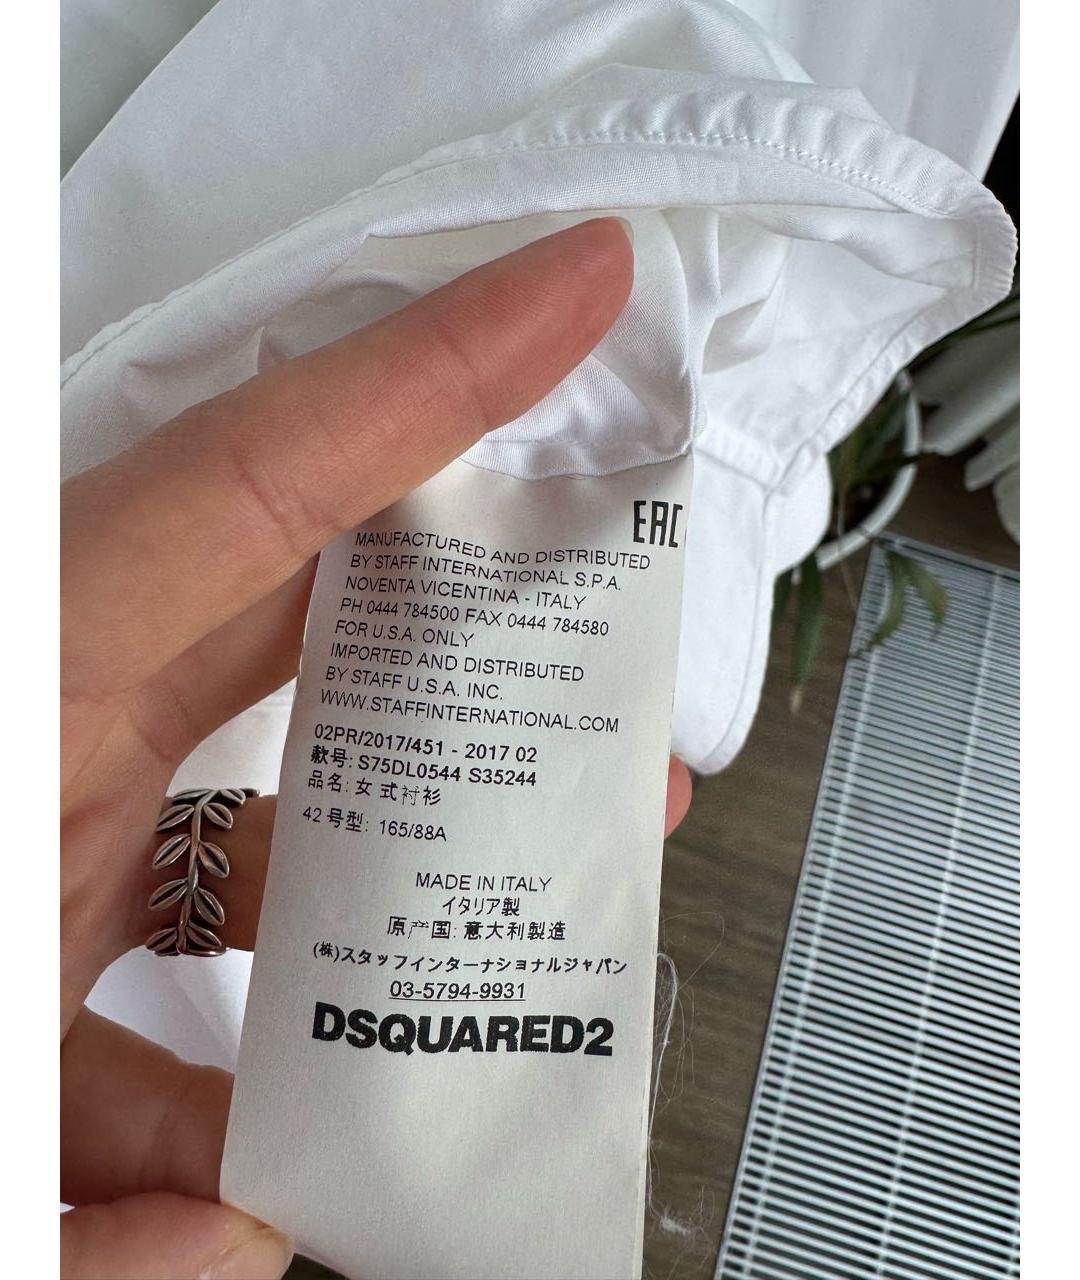 EAC
MANUFACTURED AND DISTRIBUTED
BY STAFF INTERNATIONAL S.P.A.
NOVENTA VICENTINA - ITALY
PH 0444 784500 FAX 0444 784580
FOR U.S.A. ONLY
IMPORTED AND DISTRIBUTED
BY STAFF U.S.A. INC.
WWW.STAFFINTERNATIONAL.COM
02PR/2017/451 - 2017 02
款号: S75DL0544 S35244
品名: 女式衬衫
42 号型: 165/88A
MADE IN ITALY
イタリア製
原产国: 意大利製造
(株)スタッフインターナショナルジャパン
03-5794-9931
DSQUARED2